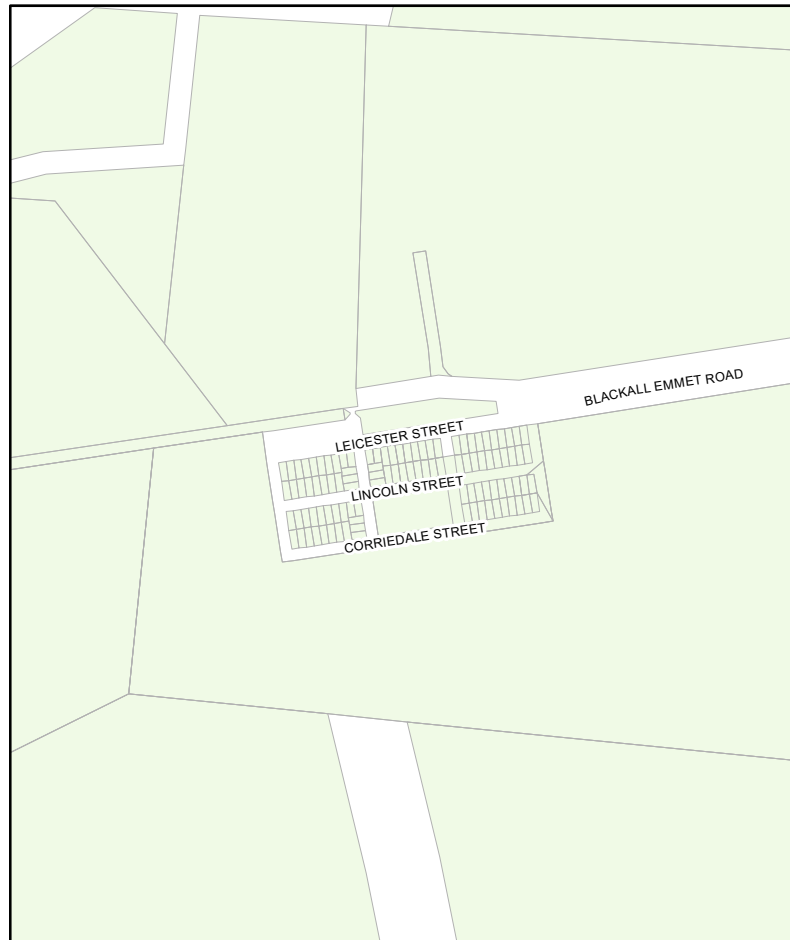 BLACKALL EMMET ROAD
LEICESTER STREET
LINCOLN STREET
CORRIEDALE STREET